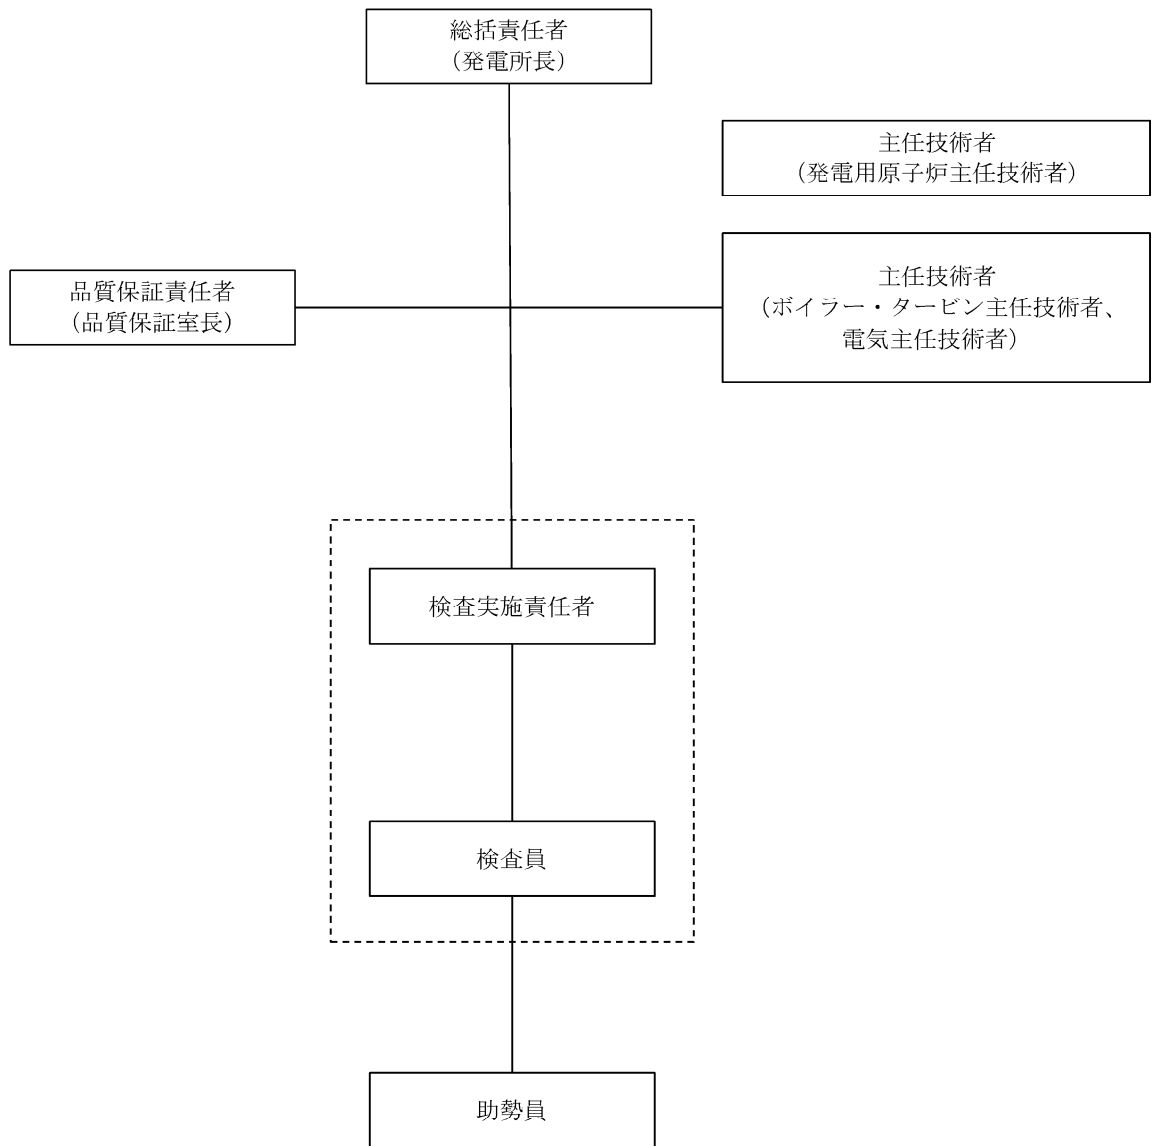 総括責任者
（発電所長）
主任技術者
（発電用原子炉主任技術者）
品質保証責任者
（品質保証室長）
主任技術者
（ボイラー・タービン主任技術者、
電気主任技術者）
検査実施責任者
検査員
助勢員